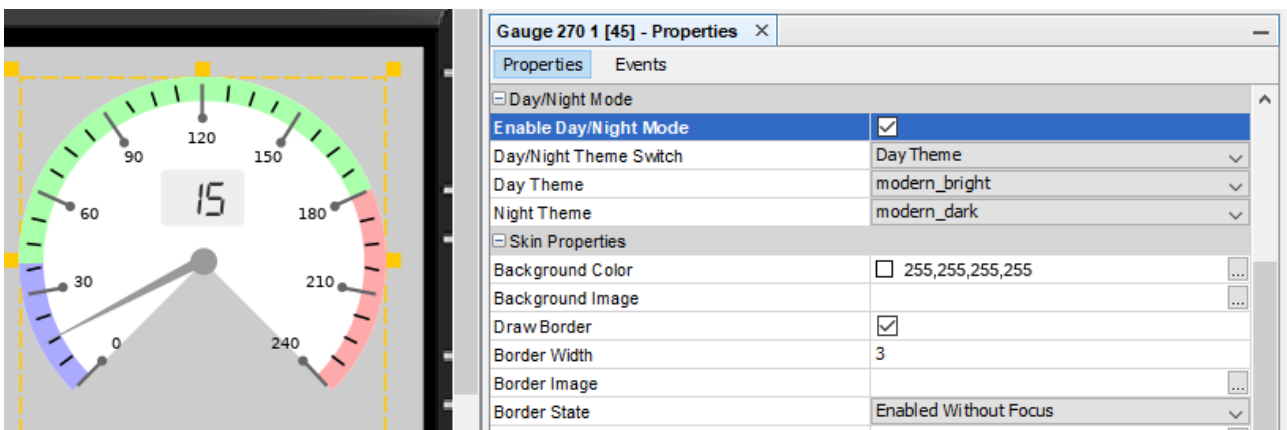 Gauge 270 1 [45] - Properties ×
Properties Events
Day/Night Mode
Enable Day/Night Mode
Day/Night Theme Switch Day Theme
Day Theme modern_bright
Night Theme modern_dark
Skin Properties
Background Color 255,255,255,255 ...
Background Image ...
Draw Border
Border Width 3
Border Image ...
Border State Enabled Without Focus
120
90 150
15
60 180
30 210
0 240